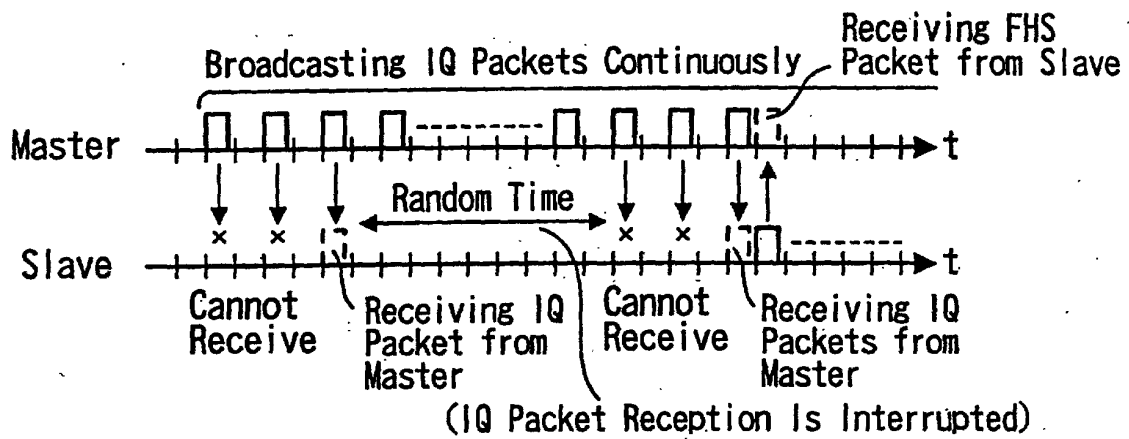 Receiving FHS
Packet from Slave
Broadcasting IQ Packets Continuously
Master
t
Random Time
× × × ×
Slave
t
Cannot
Receive
Receiving IQ
Packet from
Master
Cannot
Receive
Receiving IQ
Packets from
Master
(IQ Packet Reception Is Interrupted)